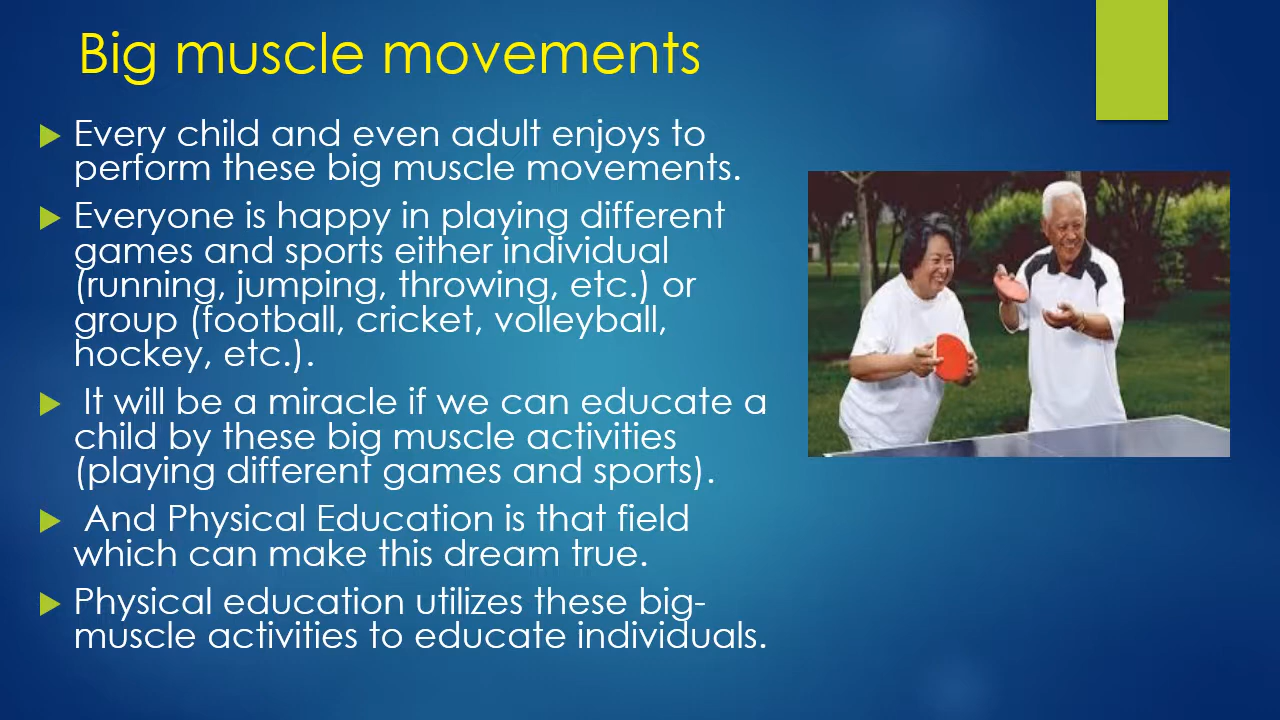 Big muscle movements
Every child and even adult enjoys to
perform these big muscle movements.
Everyone is happy in playing different
games and sports either individual
(running, jumping, throwing, etc.) or
group (football, cricket, volleyball,
hockey, etc.).
It will be a miracle if we can educate a
child by these big muscle activities
(playing different games and sports).
And Physical Education is that field
which can make this dream true.
Physical education utilizes these big-
muscle activities to educate individuals.